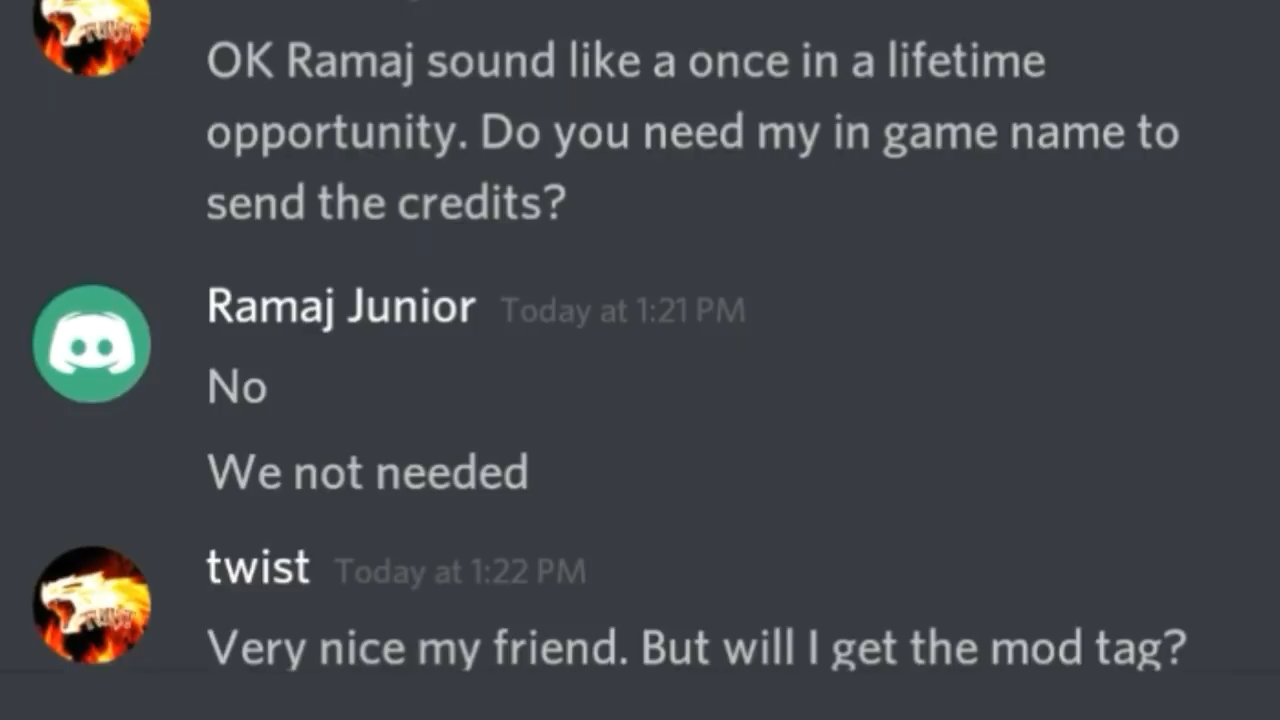 OK Ramaj sound like a once in a lifetime
opportunity. Do you need my in game name to
send the credits?
Ramaj Junior Today at 1:21 PM
No
We not needed
twist Today at 1:22 PM
Very nice my friend. But will I get the mod tag?